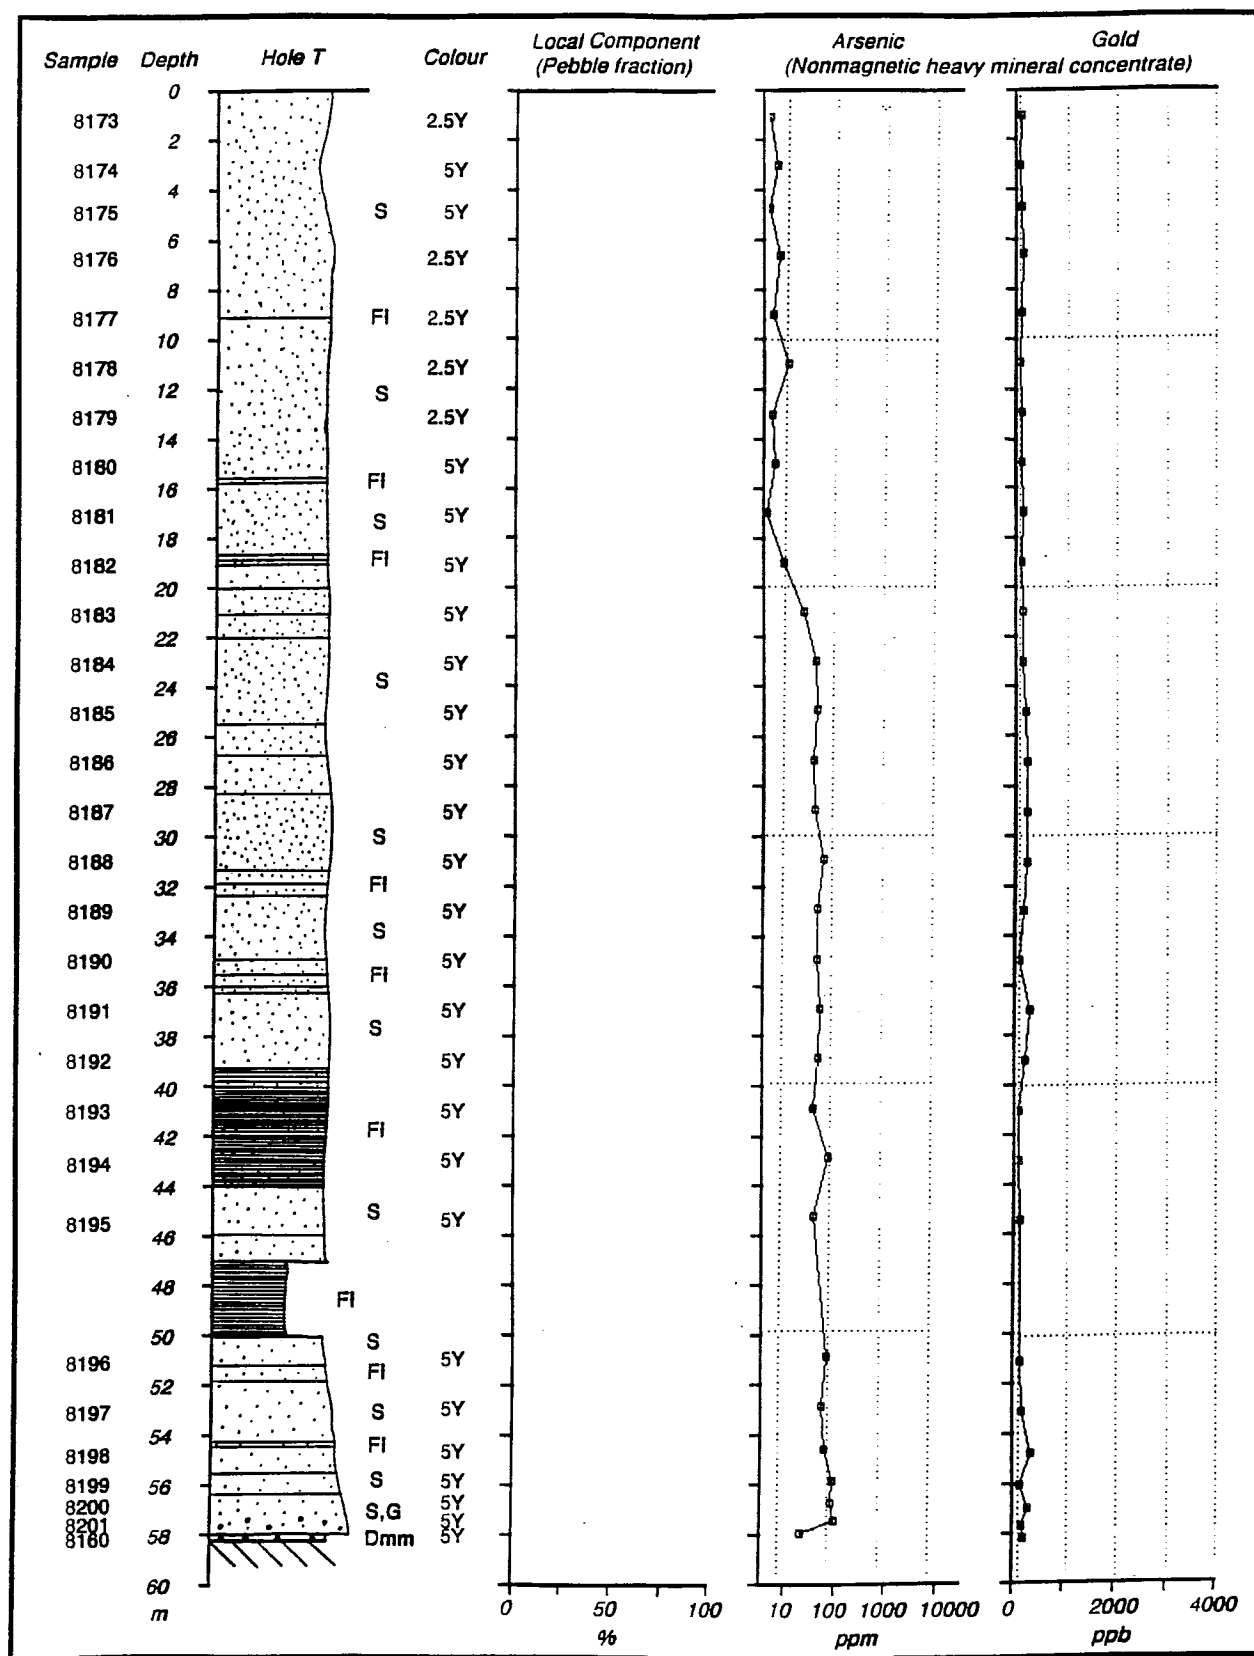 Sample Depth Hole T Colour Local Component (Pebble fraction) Arsenic Gold
(Nonmagnetic heavy mineral concentrate)
0
8173 2.5Y
2
8174 5Y
4
8175 S 5Y
6
8176 2.5Y
8
8177 Fl 2.5Y
10
8178 2.5Y
12 S
8179 2.5Y
14
8180 5Y
16 Fl
8181 S 5Y
18
8182 Fl 5Y
20
8183 5Y
22
8184 5Y
24 S
8185 5Y
26
8186 5Y
28
8187 5Y
30 S
8188 5Y
32 Fl
8189 5Y
34 S
8190 5Y
36 Fl
8191 5Y
38 S
8192 5Y
40
8193 5Y
42 Fl
8194 5Y
44
8195 S 5Y
46
48 Fl
50 S
8196 5Y
52 Fl
8197 S 5Y
54 Fl
8198 5Y
8199 S 5Y
56
8200 5Y
S,G
8201 5Y
58
8160 Dmm 5Y
60
m
0 50 100 10 100 1000 10000 0 2000 4000
% ppm ppb